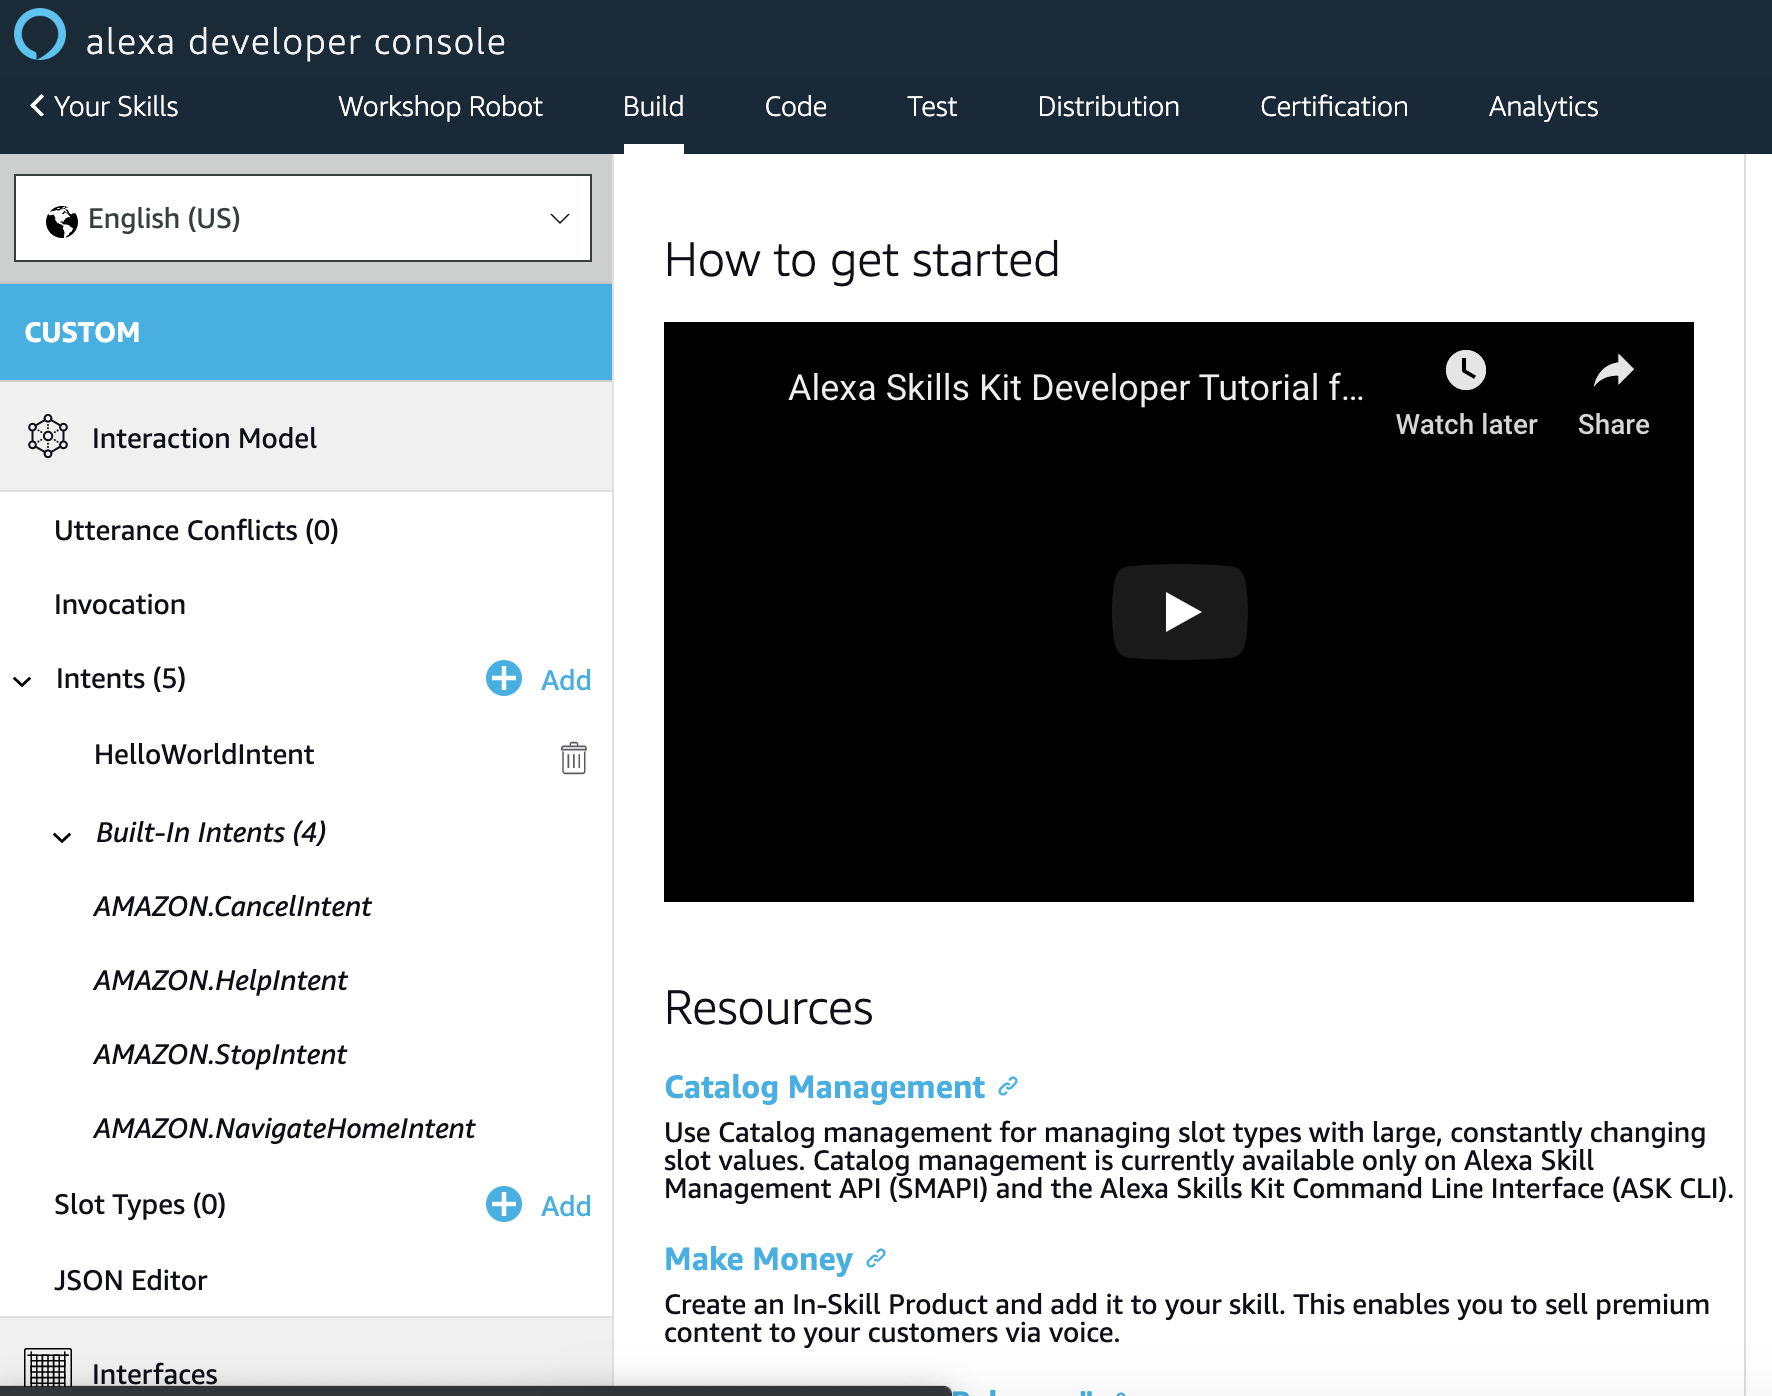 alexa developer console
Your Skills
Workshop Robot
Build
Code
Test
Distribution
Certification
Analytics
English (US)
CUSTOM
Interaction Model
Utterance Conflicts (0)
Invocation
Intents (5)
Add
HelloWorldIntent
Built-In Intents (4)
AMAZON.CancelIntent
AMAZON.HelpIntent
AMAZON.StopIntent
AMAZON.NavigateHomeIntent
Slot Types (0)
Add
JSON Editor
Interfaces
How to get started
Alexa Skills Kit Developer Tutorial f...
Watch later
Share
Resources
Catalog Management
Use Catalog management for managing slot types with large, constantly changing
slot values. Catalog management is currently available only on Alexa Skill
Management API (SMAPI) and the Alexa Skills Kit Command Line Interface (ASK CLI).
Make Money
Create an In-Skill Product and add it to your skill. This enables you to sell premium
content to your customers via voice.